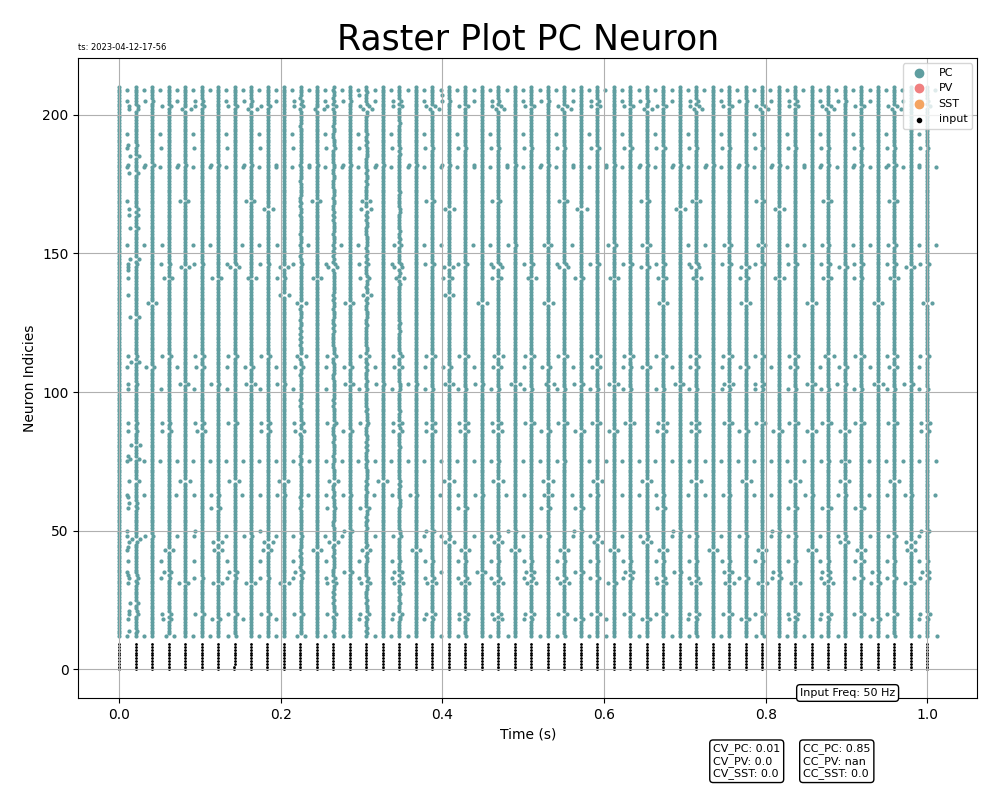 Raster Plot PC Neuron
ts: 2023-04-12-17-56
PC
PV
SST
input
200
150
100
50
0
Neuron Indicies
0.0 0.2 0.4 0.6 0.8 1.0
Time (s)
Input Freq: 50 Hz
CV_PC: 0.01
CV_PV: 0.0
CV_SST: 0.0
CC_PC: 0.85
CC_PV: nan
CC_SST: 0.0